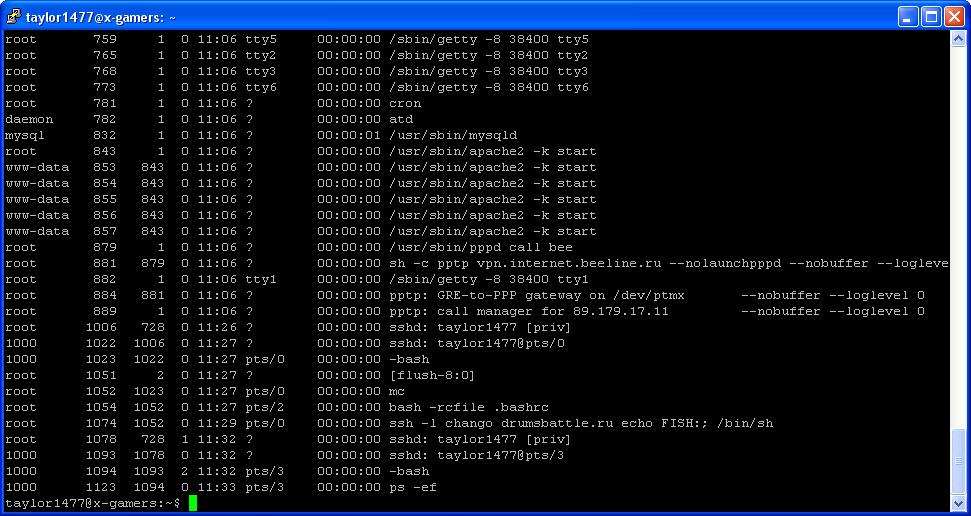 taylor1477@x-gamers: ~
root 759 1 0 11:06 tty5 00:00:00 /sbin/getty -8 38400 tty5
root 765 1 0 11:06 tty2 00:00:00 /sbin/getty -8 38400 tty2
root 768 1 0 11:06 tty3 00:00:00 /sbin/getty -8 38400 tty3
root 773 1 0 11:06 tty6 00:00:00 /sbin/getty -8 38400 tty6
root 781 1 0 11:06 ? 00:00:00 cron
daemon 782 1 0 11:06 ? 00:00:00 atd
mysql 832 1 0 11:06 ? 00:00:01 /usr/sbin/mysqld
root 843 1 0 11:06 ? 00:00:00 /usr/sbin/apache2 -k start
www-data 853 843 0 11:06 ? 00:00:00 /usr/sbin/apache2 -k start
www-data 854 843 0 11:06 ? 00:00:00 /usr/sbin/apache2 -k start
www-data 855 843 0 11:06 ? 00:00:00 /usr/sbin/apache2 -k start
www-data 856 843 0 11:06 ? 00:00:00 /usr/sbin/apache2 -k start
www-data 857 843 0 11:06 ? 00:00:00 /usr/sbin/apache2 -k start
root 879 1 0 11:06 ? 00:00:00 /usr/sbin/pppd call bee
root 881 879 0 11:06 ? 00:00:00 sh -c pptp vpn.internet.beeline.ru --nolaunchpppd --nobuffer --logleve
root 882 1 0 11:06 tty1 00:00:00 /sbin/getty -8 38400 tty1
root 884 881 0 11:06 ? 00:00:00 pptp: GRE-to-PPP gateway on /dev/ptmx --nobuffer --loglevel 0
root 889 1 0 11:06 ? 00:00:00 pptp: call manager for 89.179.17.11 --nobuffer --loglevel 0
root 1006 728 0 11:26 ? 00:00:00 sshd: taylor1477 [priv]
1000 1022 1006 0 11:27 ? 00:00:00 sshd: taylor1477@pts/0
1000 1023 1022 0 11:27 pts/0 00:00:00 -bash
root 1051 2 0 11:27 ? 00:00:00 [flush-8:0]
root 1052 1023 0 11:27 pts/0 00:00:00 mc
root 1054 1052 0 11:27 pts/2 00:00:00 bash -rcfile .bashrc
root 1074 1052 0 11:29 pts/0 00:00:00 ssh -l chango drumsbattle.ru echo FISH:; /bin/sh
root 1078 728 1 11:32 ? 00:00:00 sshd: taylor1477 [priv]
1000 1093 1078 0 11:32 ? 00:00:00 sshd: taylor1477@pts/3
1000 1094 1093 2 11:32 pts/3 00:00:00 -bash
1000 1123 1094 0 11:33 pts/3 00:00:00 ps -ef
taylor1477@x-gamers:~$